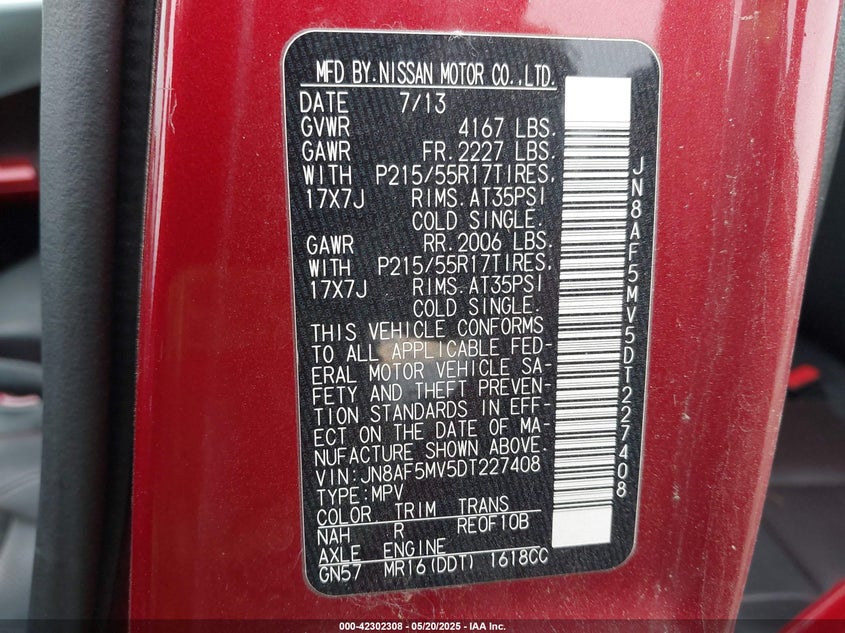 MFD BY.NISSAN MOTOR CO.,LTD.
DATE 7/13
GVWR 4167 LBS.
GAWR FR.2227 LBS.
WITH P215/55R17TIRES,
17X7J RIMS.AT35PSI
COLD SINGLE.
GAWR RR.2006 LBS.
WITH P215/55R17TIRES,
17X7J RIMS.AT35PSI
COLD SINGLE.
THIS VEHICLE CONFORMS
TO ALL APPLICABLE FED-
ERAL MOTOR VEHICLE SA-
FETY AND THEFT PREVEN-
TION STANDARDS IN EFF-
ECT ON THE DATE OF MA-
NUFACTURE SHOWN ABOVE.
VIN:JN8AF5MV5DT227408
TYPE:MPV
COLOR TRIM TRANS
NAH R RE0F10B
AXLE ENGINE
GN57 MR16(DDT) 1618CC
JN8AF5MV5DT227408
000-42302308 - 05/20/2025 - IAA Inc.